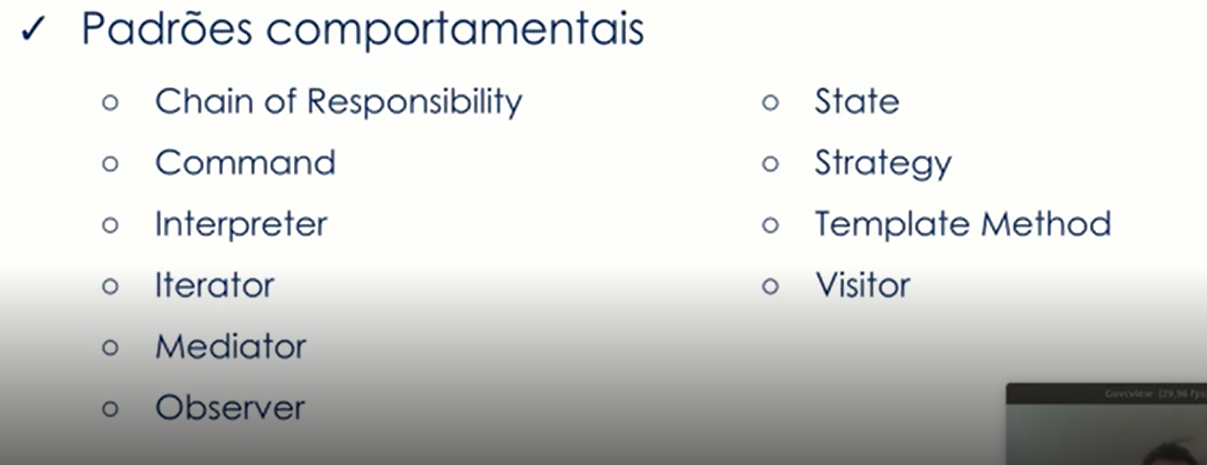 ✓ Padrões comportamentais
○ Chain of Responsibility
○ Command
○ Interpreter
○ Iterator
○ Mediator
○ Observer
○ State
○ Strategy
○ Template Method
○ Visitor
Guvcview (29,96 fps